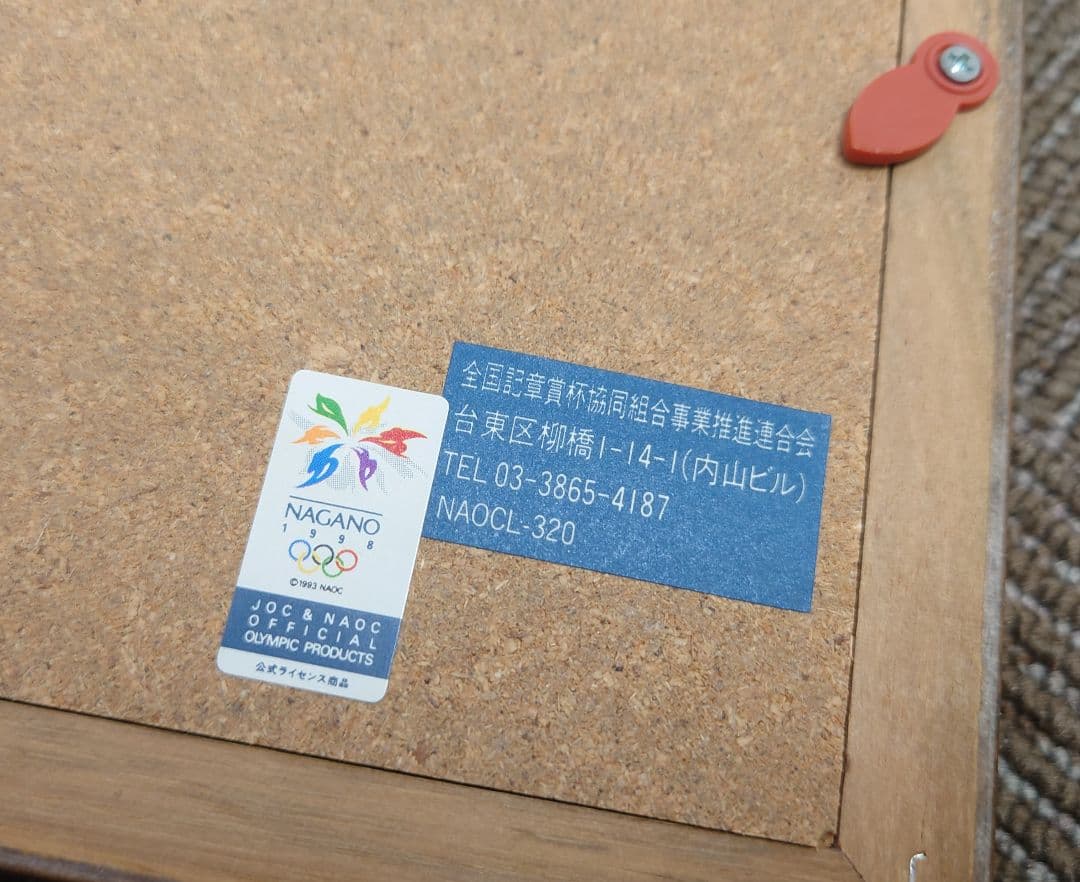 NAGANO
1998
©1993 NAOC
JOC & NAOC
OFFICIAL
OLYMPIC PRODUCTS
公式ライセンス商品
全国記章賞杯協同組合事業推進連合会
台東区柳橋1-14-1(内山ビル)
TEL 03-3865-4187
NAOCL-320